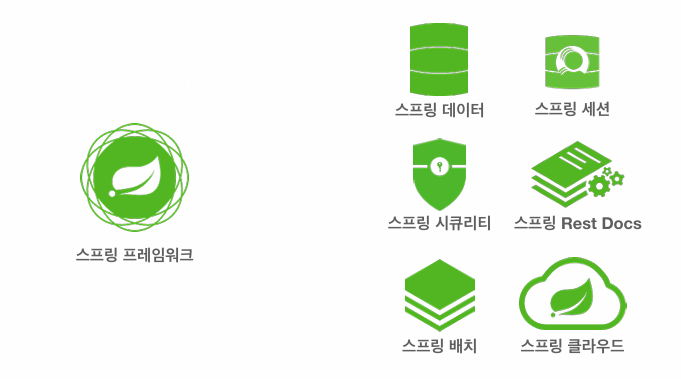 스프링 프레임워크
스프링 데이터
스프링 세션
스프링 시큐리티
스프링 Rest Docs
스프링 배치
스프링 클라우드